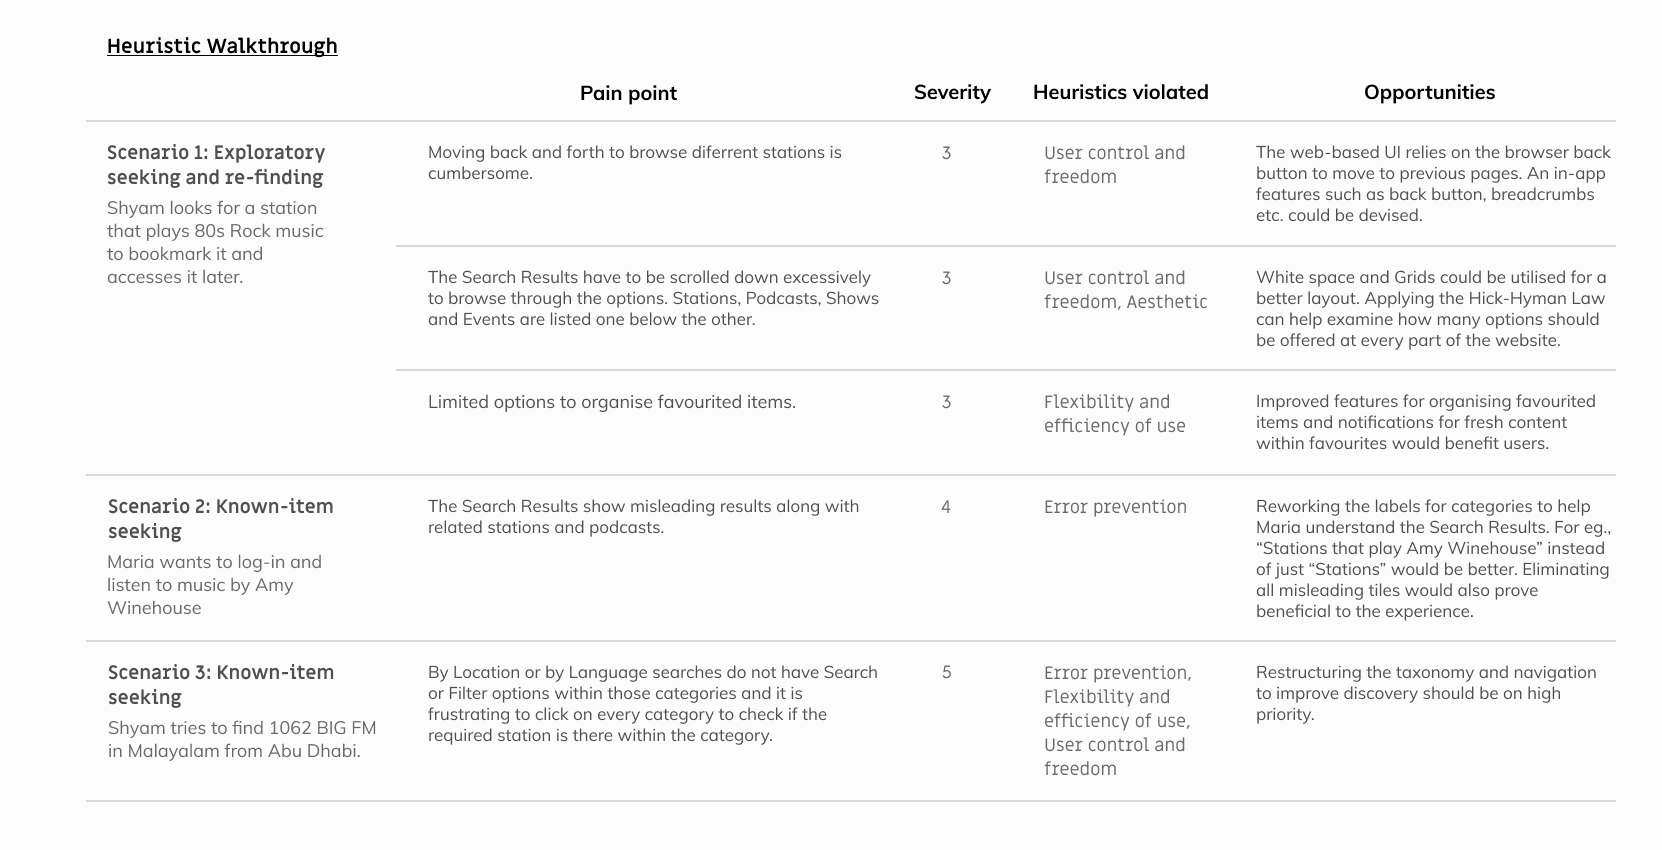 Heuristic Walkthrough
Pain point
Severity
Heuristics violated
Opportunities
Scenario 1: Exploratory
seeking and re-finding
Shyam looks for a station
that plays 80s Rock music
to bookmark it and
accesses it later.
Moving back and forth to browse diferrent stations is
cumbersome.
3
User control and
freedom
The web-based UI relies on the browser back
button to move to previous pages. An in-app
features such as back button, breadcrumbs
etc. could be devised.
The Search Results have to be scrolled down excessively
to browse through the options. Stations, Podcasts, Shows
and Events are listed one below the other.
3
User control and
freedom, Aesthetic
White space and Grids could be utilised for a
better layout. Applying the Hick-Hyman Law
can help examine how many options should
be offered at every part of the website.
Limited options to organise favourited items.
3
Flexibility and
efficiency of use
Improved features for organising favourited
items and notifications for fresh content
within favourites would benefit users.
Scenario 2: Known-item
seeking
Maria wants to log-in and
listen to music by Amy
Winehouse
The Search Results show misleading results along with
related stations and podcasts.
4
Error prevention
Reworking the labels for categories to help
Maria understand the Search Results. For eg.,
“Stations that play Amy Winehouse” instead
of just “Stations” would be better. Eliminating
all misleading tiles would also prove
beneficial to the experience.
Scenario 3: Known-item
seeking
Shyam tries to find 1062 BIG FM
in Malayalam from Abu Dhabi.
By Location or by Language searches do not have Search
or Filter options within those categories and it is
frustrating to click on every category to check if the
required station is there within the category.
5
Error prevention,
Flexibility and
efficiency of use,
User control and
freedom
Restructuring the taxonomy and navigation
to improve discovery should be on high
priority.